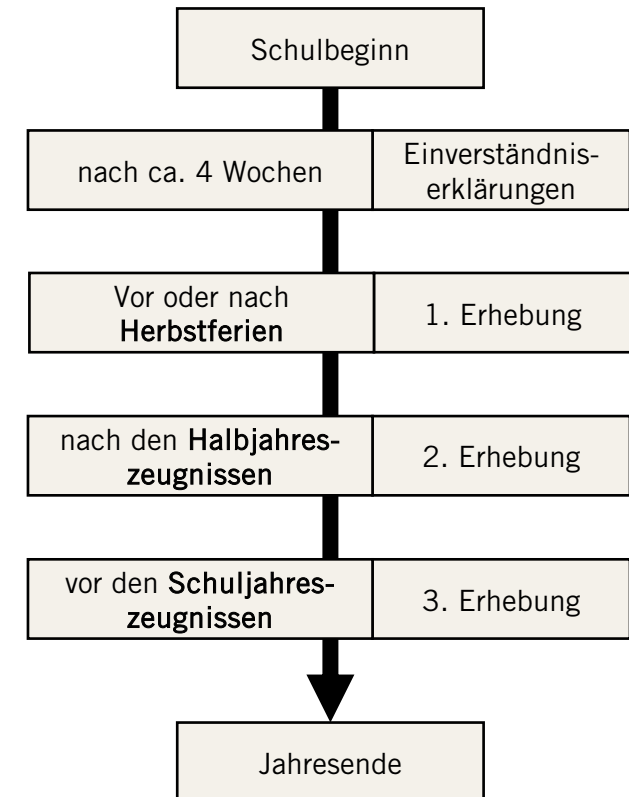 Schulbeginn
nach ca. 4 Wochen
Einverständnis-
erklärungen
Vor oder nach
Herbstferien
1. Erhebung
nach den Halbjahres-
zeugnissen
2. Erhebung
vor den Schuljahres-
zeugnissen
3. Erhebung
Jahresende